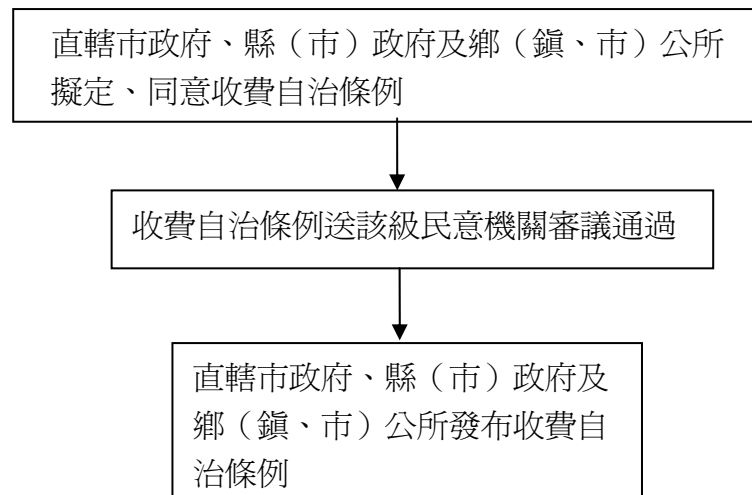 直轄市政府、縣（市）政府及鄉（鎮、市）公所
擬定、同意收費自治條例
收費自治條例送該級民意機關審議通過
直轄市政府、縣（市）政府及
鄉（鎮、市）公所發布收費自
治條例